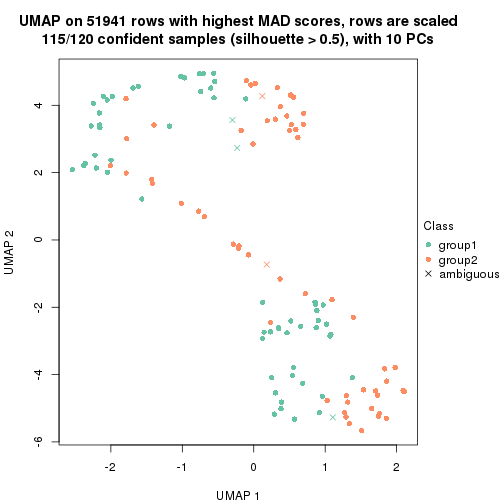 UMAP on 51941 rows with highest MAD scores, rows are scaled
115/120 confident samples (silhouette > 0.5), with 10 PCs
4
2
0
-2
-4
-6
UMAP 2
-2
-1
0
1
2
UMAP 1
Class
group1
group2
ambiguous